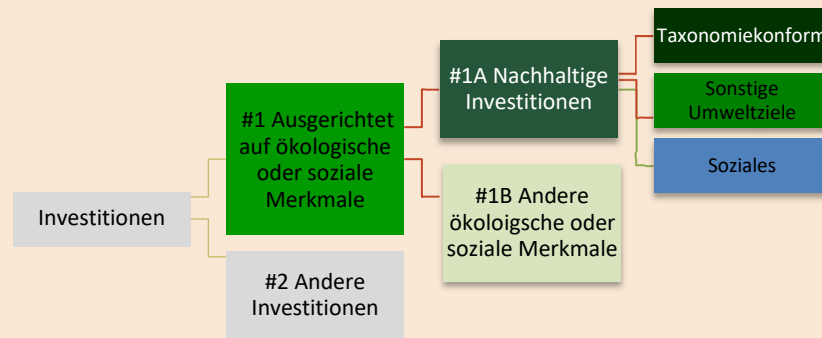 Investitionen
#1 Ausgerichtet
auf ökologische
oder soziale
Merkmale
#2 Andere
Investitionen
#1A Nachhaltige
Investitionen
#1B Andere
ökoloigsche oder
soziale Merkmale
Taxonomiekonform
Sonstige
Umweltziele
Soziales